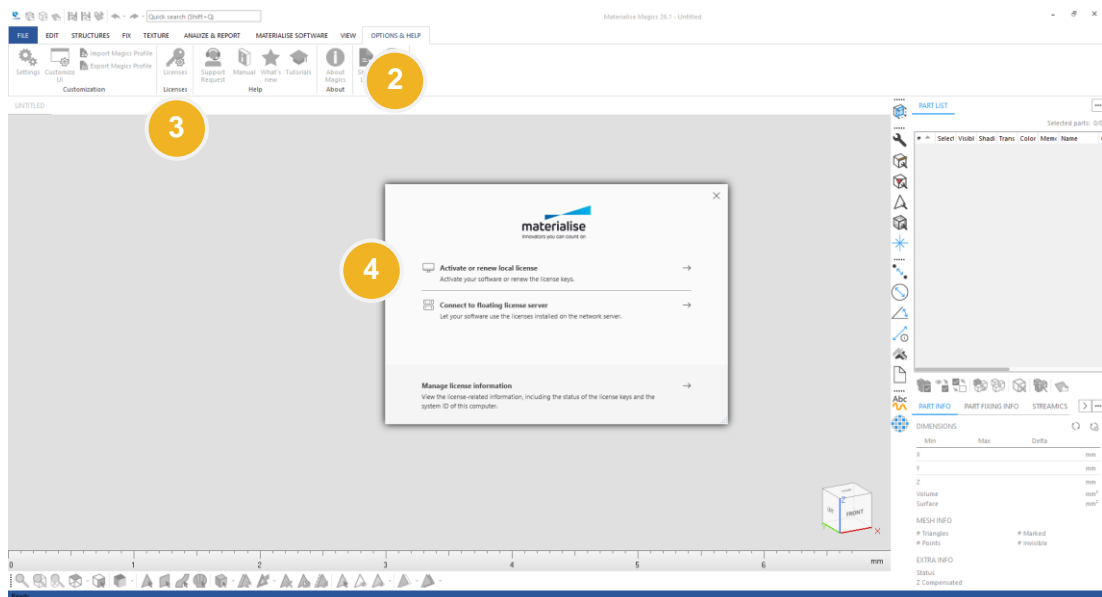 Quick search (Shift+Q)
Materialise Magics 26.1 - Untitled
FILE EDIT STRUCTURES FIX TEXTURE ANALYZE & REPORT MATERIALISE SOFTWARE VIEW OPTIONS & HELP
Import Magics Profile
Export Magics Profile
Settings Customize UI Licenses Support Request Manual What's new Tutorials About Magics
Customization Licenses Help About
2
3
UNTITLED
PART LIST
Selected parts: 0/0
# Select Visibl Shadi Trans Color Mem Name
materialise
innovators you can count on
4
Activate or renew local license
Activate your software or renew the license keys.
Connect to floating license server
Let your software use the licenses installed on the network server.
Manage license information
View the license-related information, including the status of the license keys and the
system ID of this computer.
Abc
PART INFO PART FIXING INFO STREAMICS
DIMENSIONS
Min Max Delta
X mm
Y mm
Z mm
Volume mm³
Surface mm²
MESH INFO
# Triangles # Marked
# Points # Invisible
EXTRA INFO
Status
Z Compensated
Z
FRONT
X
0 1 2 3 4 5 6 mm
Ready